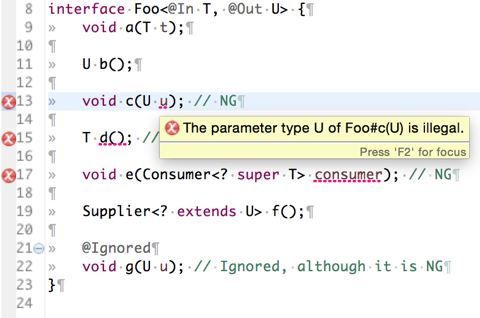 8 interface Foo<@In T, @Out U> {¶
9 » void a(T t);¶
10 ¶
11 » U b();¶
12 ¶
13 » void c(U u); // NG¶
14 ¶
The parameter type U of Foo#c(U) is illegal.
15 » T d(); //
Press 'F2' for focus
16 ¶
17 » void e(Consumer<? super T> consumer); // NG¶
18 ¶
19 » Supplier<? extends U> f();¶
20 ¶
21 » @Ignored¶
22 » void g(U u); // Ignored, although it is NG¶
23 }¶
24